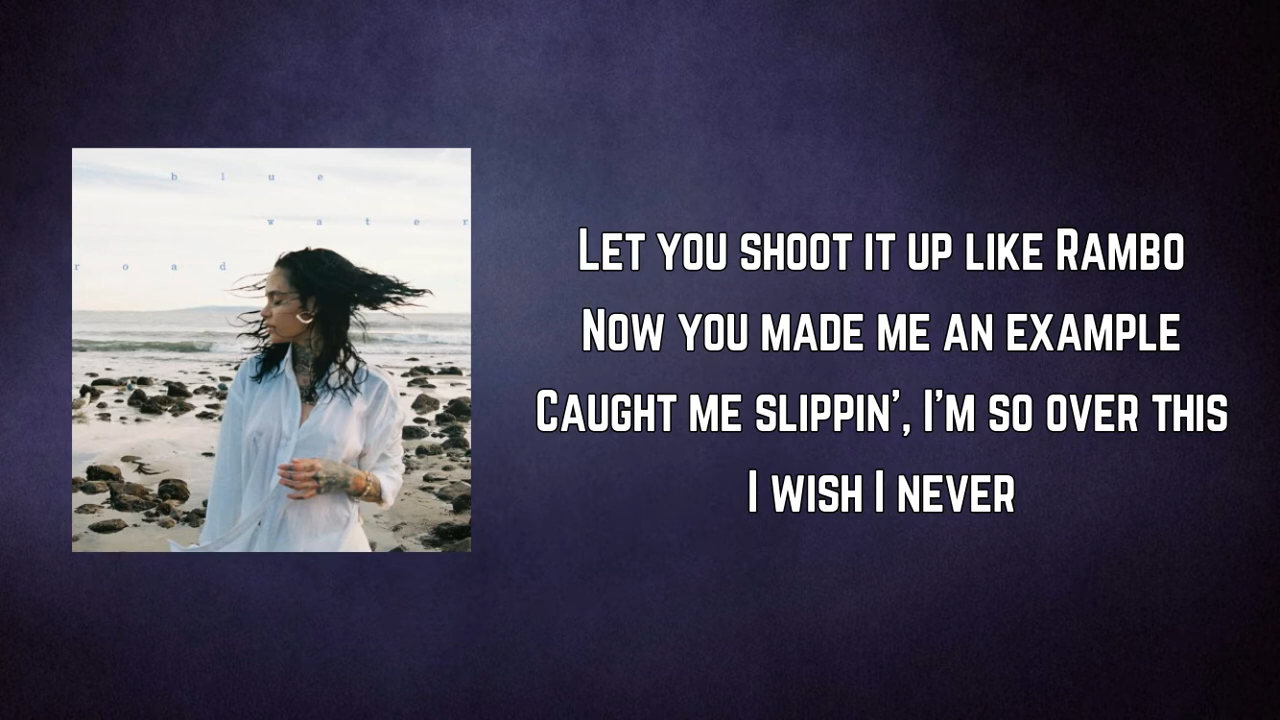 b l u e
w a t e r
r o a d
Let you shoot it up like Rambo
Now you made me an example
Caught me slippin', I'm so over this
I wish I never